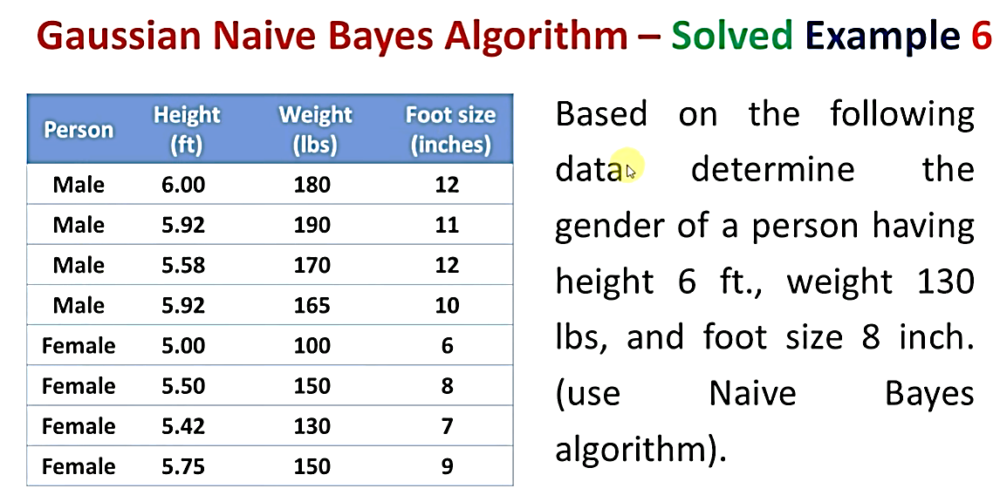 Gaussian Naive Bayes Algorithm – Solved Example 6
Person Height (ft) Weight (lbs) Foot size (inches)
Male 6.00 180 12
Male 5.92 190 11
Male 5.58 170 12
Male 5.92 165 10
Female 5.00 100 6
Female 5.50 150 8
Female 5.42 130 7
Female 5.75 150 9
Based on the following
data determine the
gender of a person having
height 6 ft., weight 130
lbs, and foot size 8 inch.
(use Naive Bayes
algorithm).